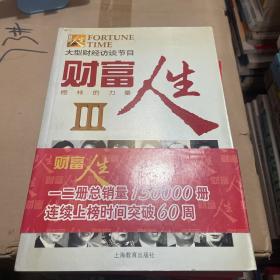 FORTUNE
人 TIME
大型财经访谈节目
财富人生
榜样的力量
III
财富人生
一二册总销量150000册
连续上榜时间突破60周
上海教育出版社